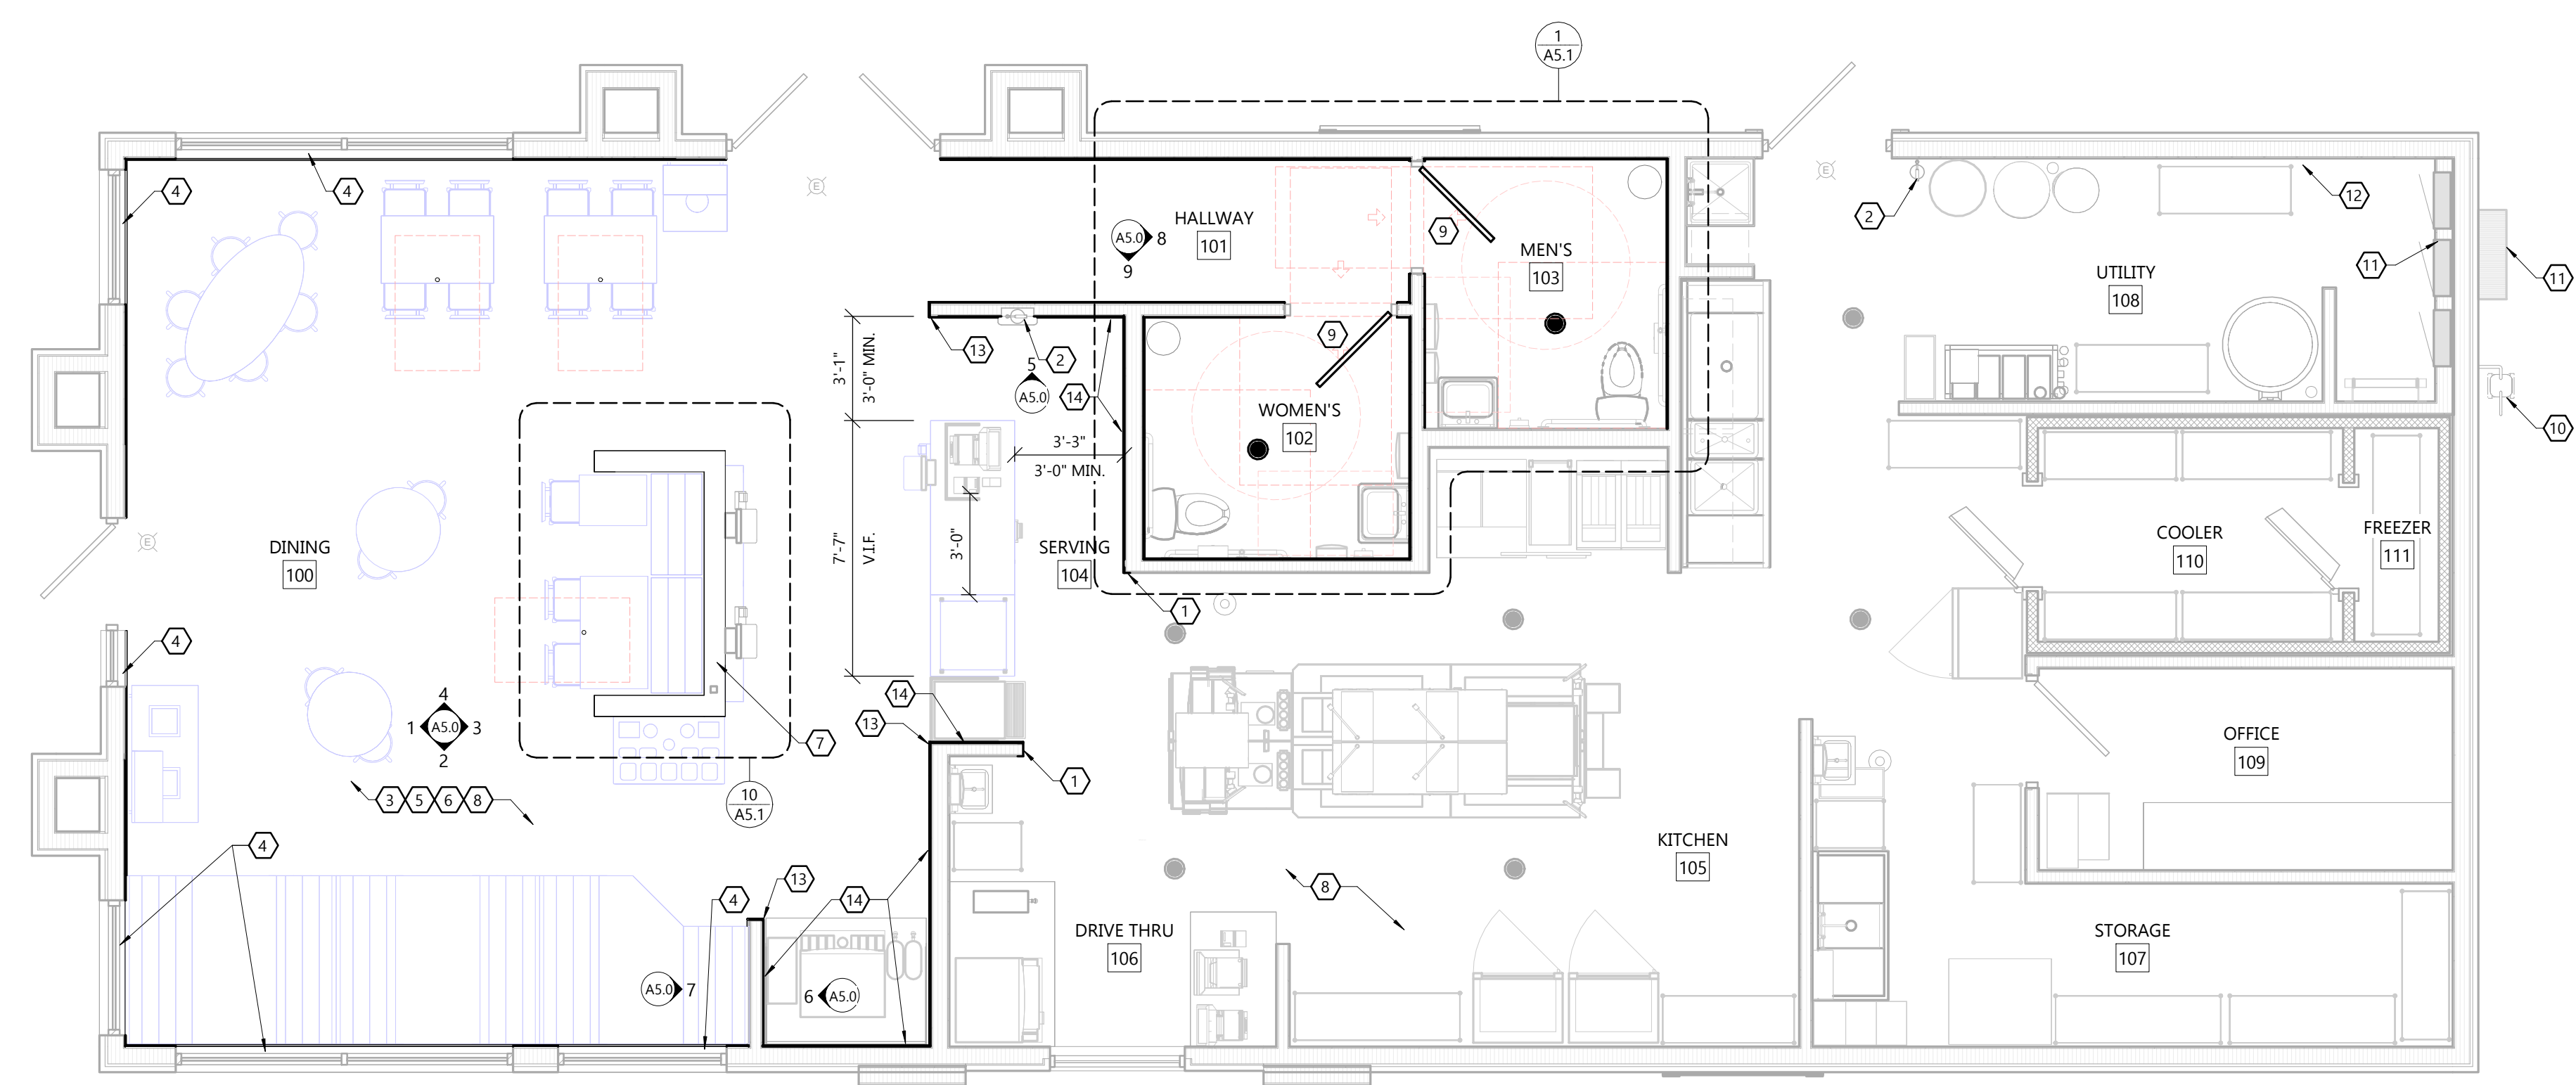 1
A5.1
E
E
4
4
2
12
HALLWAY
101
A5.0
8
9
9
MEN'S
103
UTILITY
108
11
11
13
2
9
3'-1"
3'-0" MIN.
5
A5.0
14
WOMEN'S
102
10
3'-3"
3'-0" MIN.
E
DINING
100
7'-7"
V.I.F.
3'-0"
SERVING
104
COOLER
110
FREEZER
111
1
4
14
13
4
1
A5.0
3
2
7
1
OFFICE
109
3
5
6
8
10
A5.1
4
KITCHEN
105
13
4
14
8
DRIVE THRU
106
STORAGE
107
A5.0
7
6
A5.0